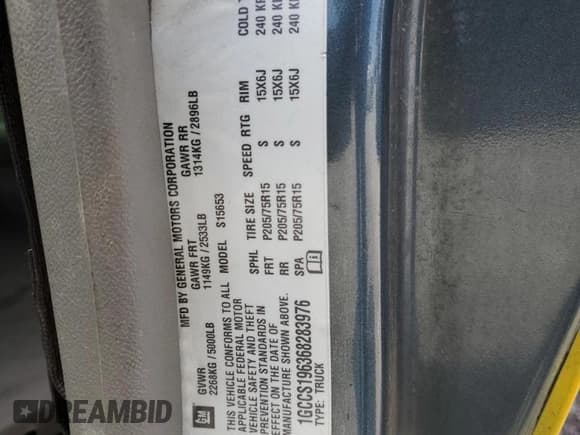 GM
MFD BY GENERAL MOTORS CORPORATION
GVWR GAWR FRT GAWR RR
2268KG/5000LB 1149KG/2533LB 1314KG/2896LB
THIS VEHICLE CONFORMS TO ALL
APPLICABLE FEDERAL MOTOR
VEHICLE SAFETY AND THEFT
PREVENTION STANDARDS IN
EFFECT ON THE DATE OF
MANUFACTURE SHOWN ABOVE.
1GCCS196368283976
TYPE: TRUCK
MODEL: S15653
SPHL TIRE SIZE SPEED RTG RIM COLD
FRT P205/75R15 S 15X6J 240
RR P205/75R15 S 15X6J 240
SPA P205/75R15 S 15X6J 240
DREAMBID